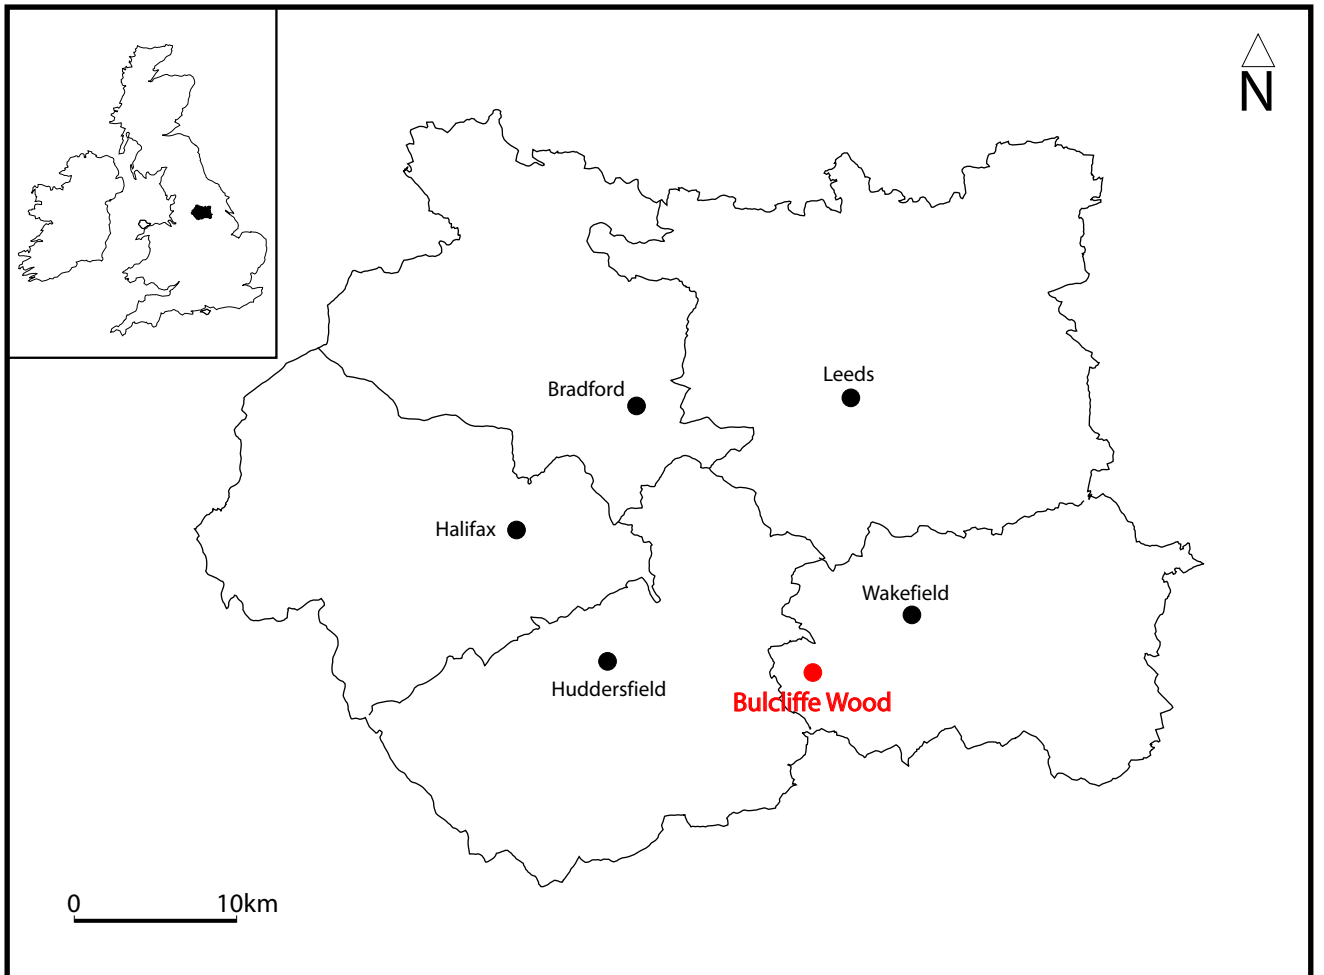 N
Leeds
Bradford
Halifax
Wakefield
Huddersfield
Bulcliffe Wood
0 10km